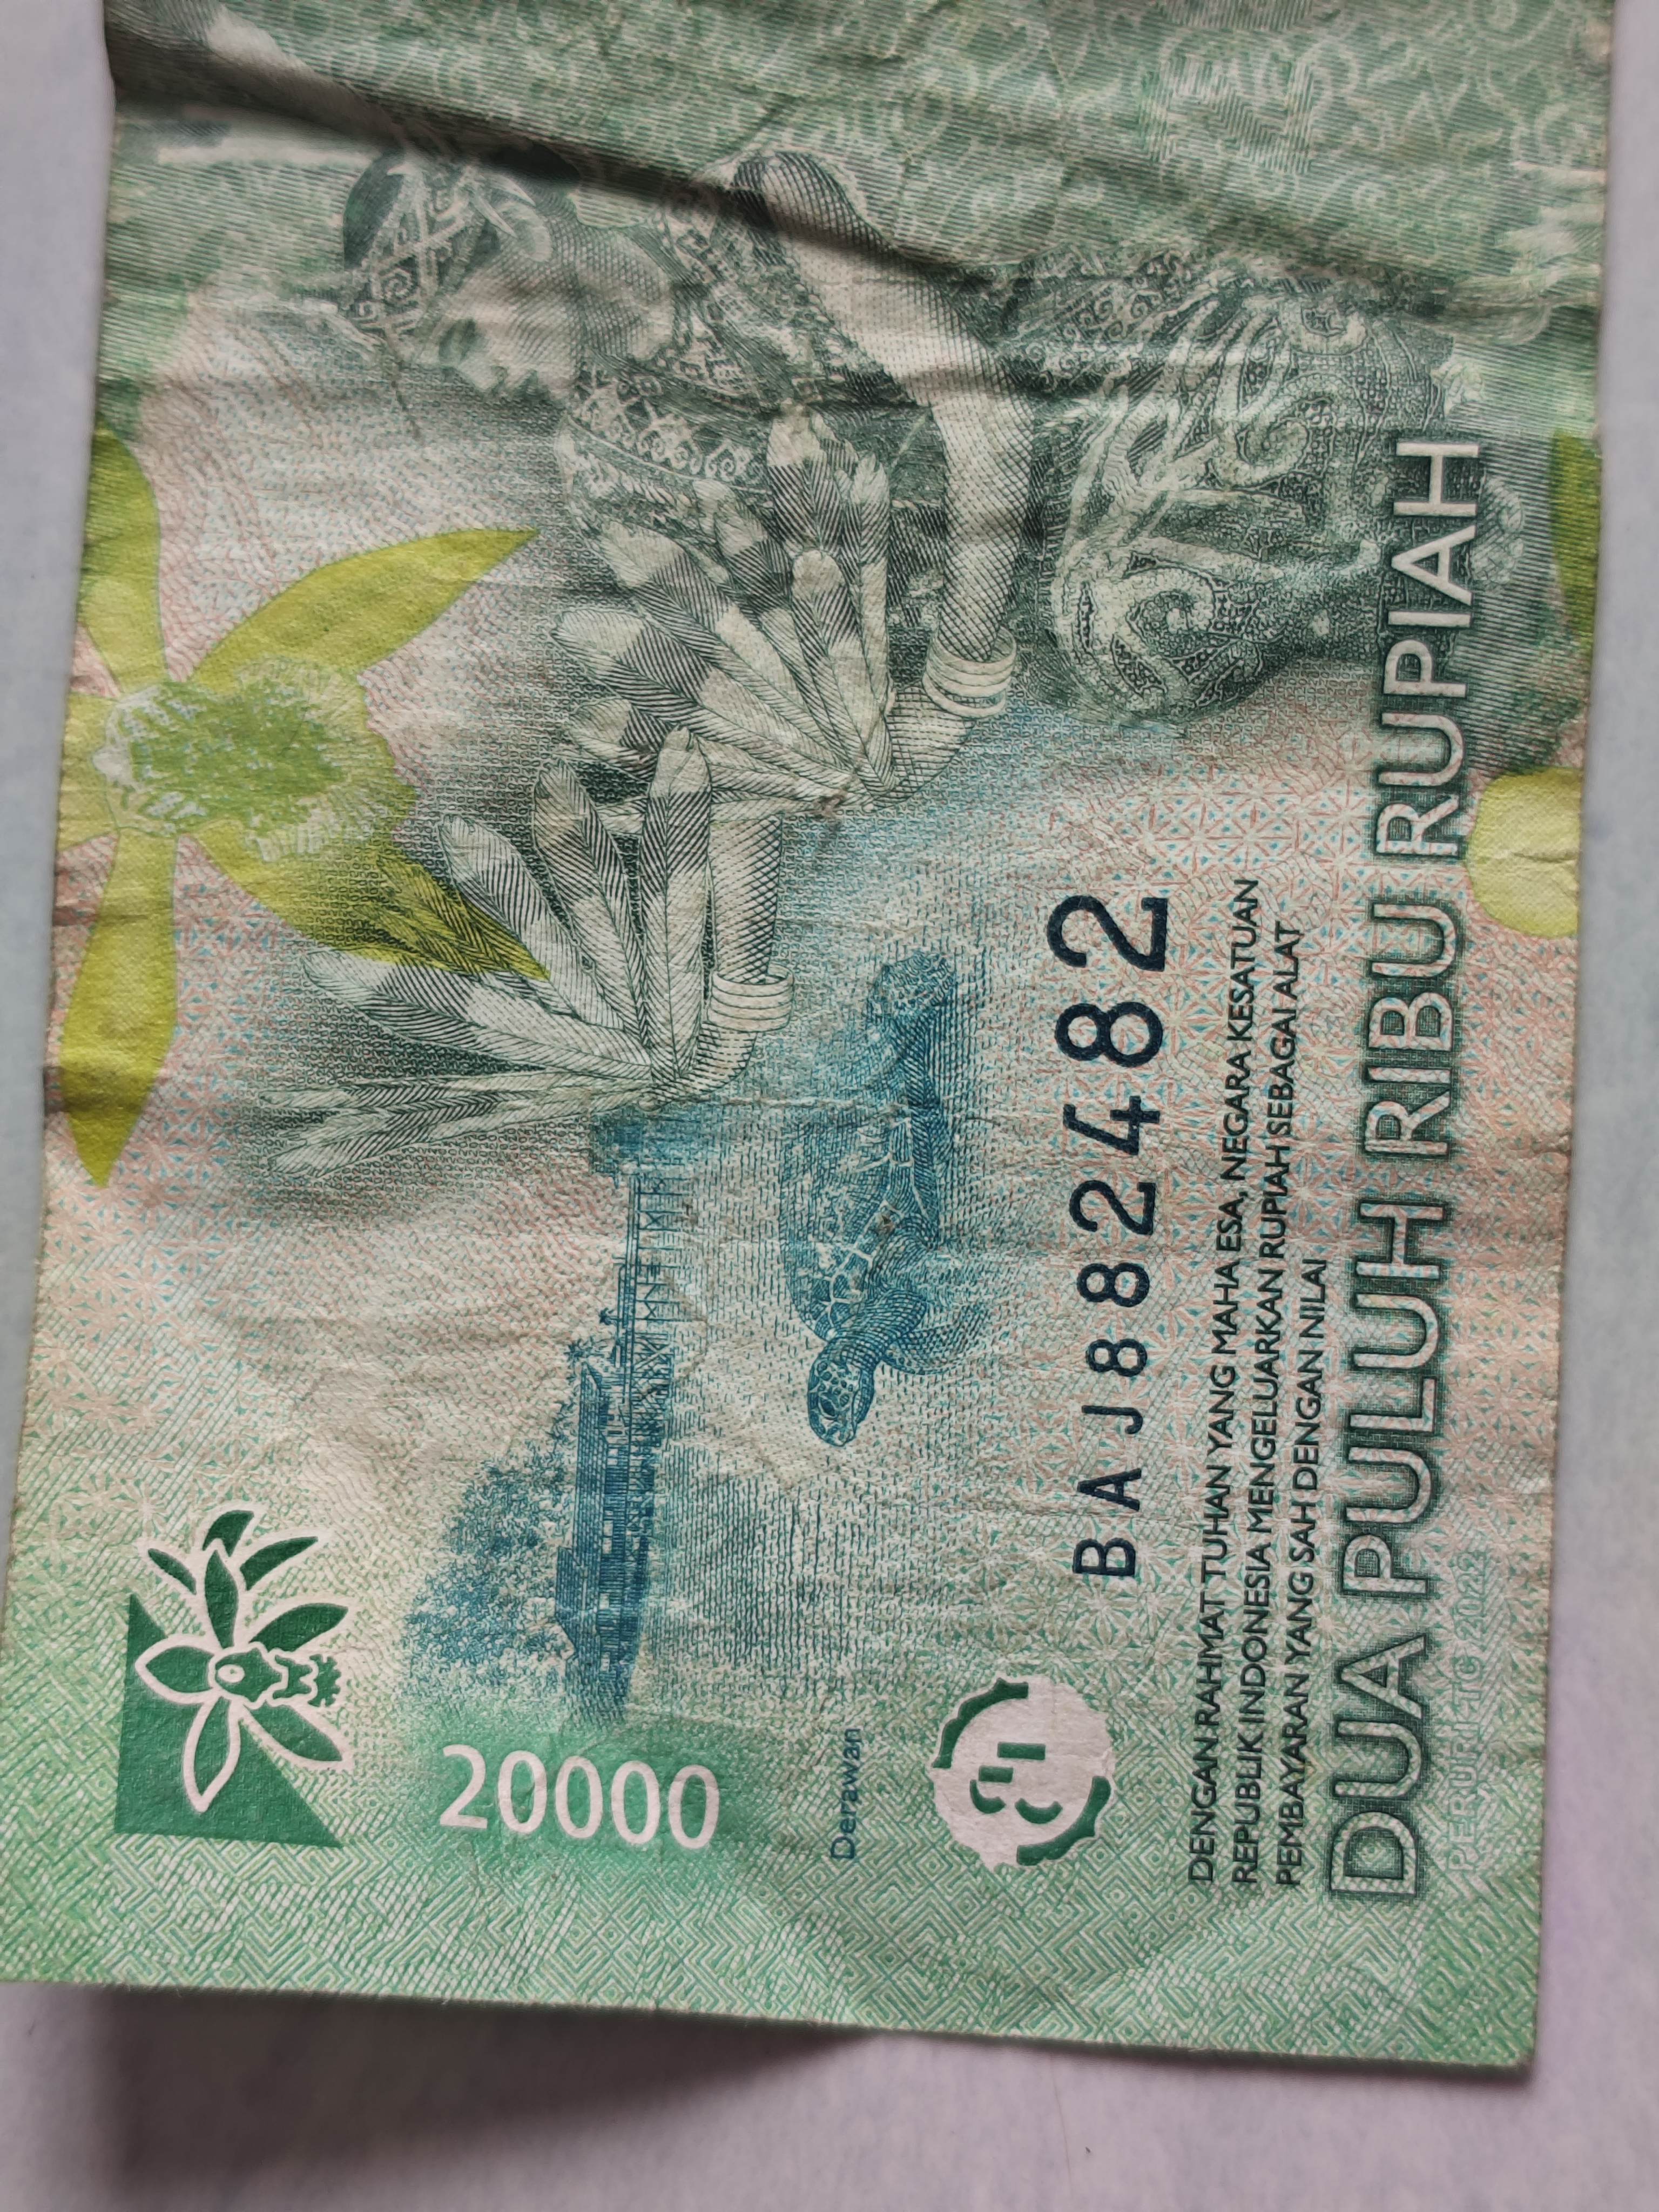 20000
Derawan
BAJ882482
DENGAN RAHMAT TUHAN YANG MAHA ESA, NEGARA KESATUAN
REPUBLIK INDONESIA MENGELUARKAN RUPIAH SEBAGAI ALAT
PEMBAYARAN YANG SAH DENGAN NILAI
DUA PULUH RIBU RUPIAH
PERURI TC 2022